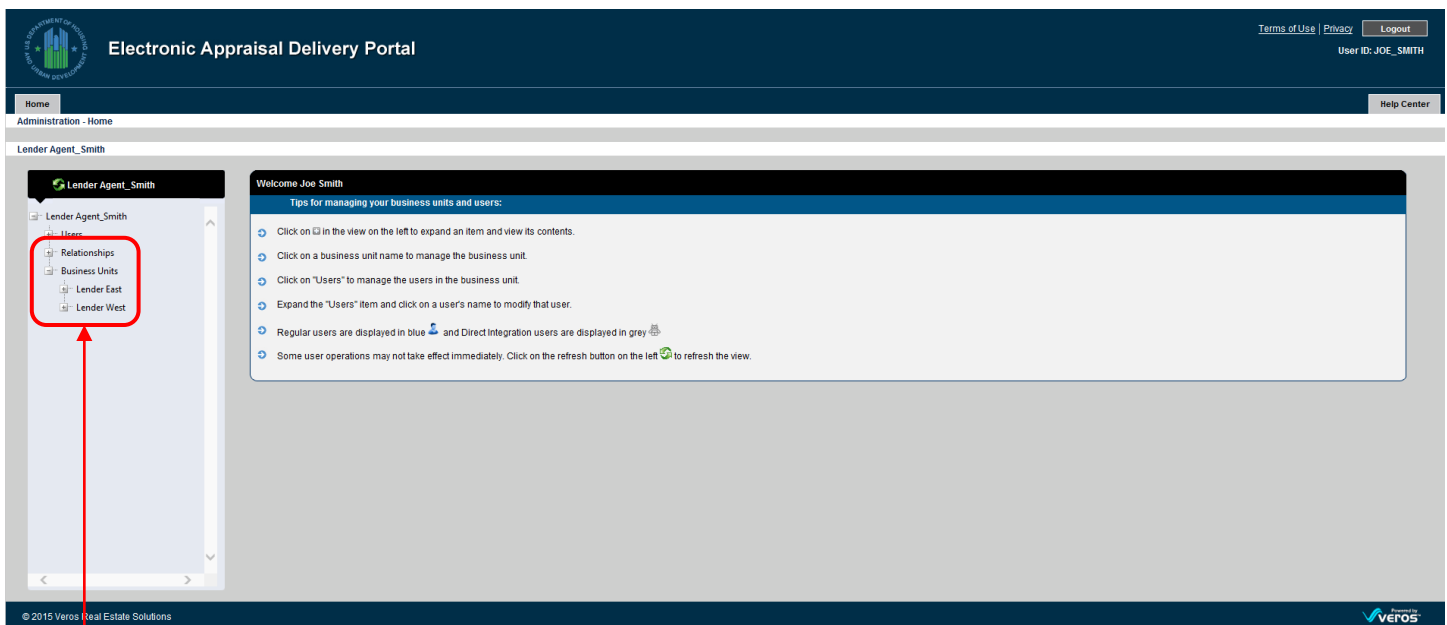 U.S. DEPARTMENT OF HOUSING AND URBAN DEVELOPMENT
Electronic Appraisal Delivery Portal
Terms of Use | Privacy
Logout
User ID: JOE_SMITH
Home
Help Center
Administration - Home
Lender Agent_Smith
Lender Agent_Smith
Lender Agent_Smith
Users
Relationships
Business Units
Lender East
Lender West
Welcome Joe Smith
Tips for managing your business units and users:
Click on in the view on the left to expand an item and view its contents.
Click on a business unit name to manage the business unit.
Click on "Users" to manage the users in the business unit.
Expand the "Users" item and click on a user's name to modify that user.
Regular users are displayed in blue and Direct Integration users are displayed in grey
Some user operations may not take effect immediately. Click on the refresh button on the left to refresh the view.
© 2015 Veros Real Estate Solutions
Powered by
veros